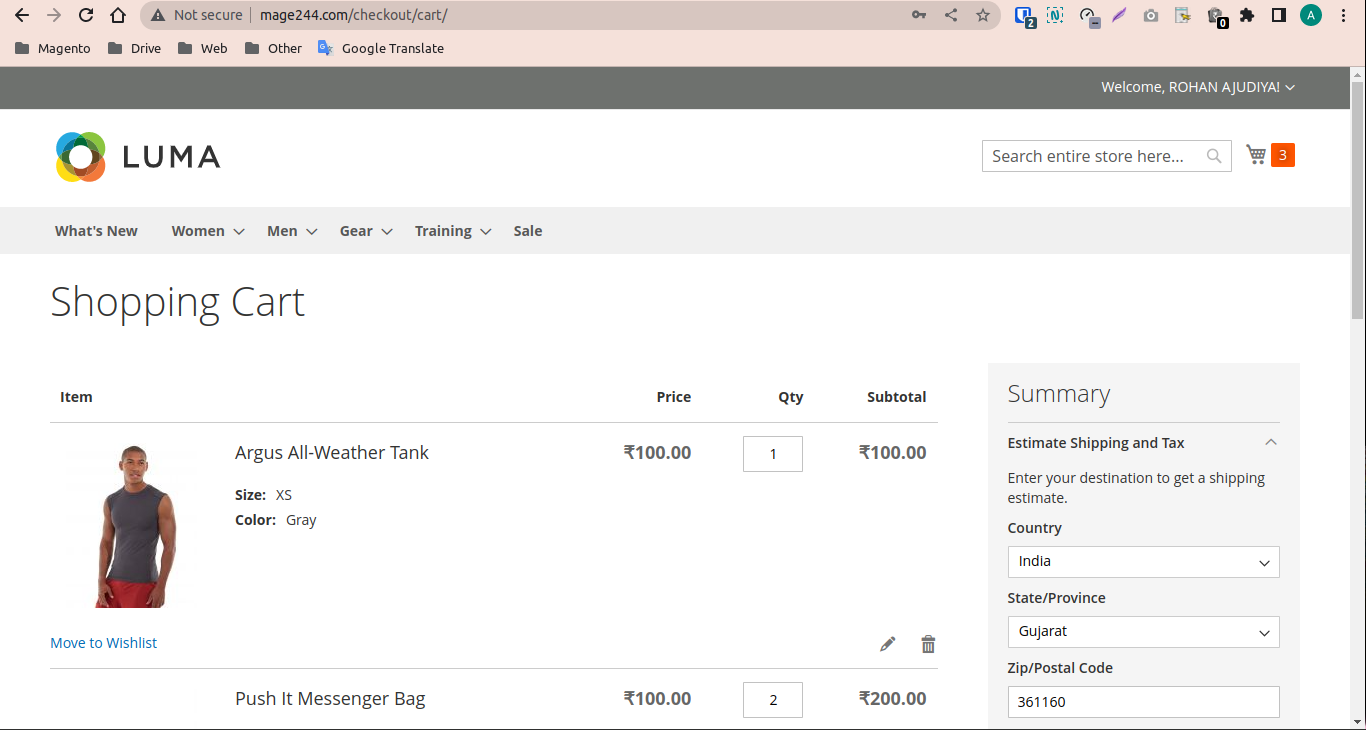 Not secure | mage244.com/checkout/cart/
2
0
A
Magento Drive Web Other Google Translate
Welcome, ROHAN AJUDIYA!
LUMA
Search entire store here...
3
What's New Women Men Gear Training Sale
Shopping Cart
Item Price Qty Subtotal
Argus All-Weather Tank ₹100.00 1 ₹100.00
Size: XS
Color: Gray
Move to Wishlist
Push It Messenger Bag ₹100.00 2 ₹200.00
Summary
Estimate Shipping and Tax
Enter your destination to get a shipping
estimate.
Country
India
State/Province
Gujarat
Zip/Postal Code
361160